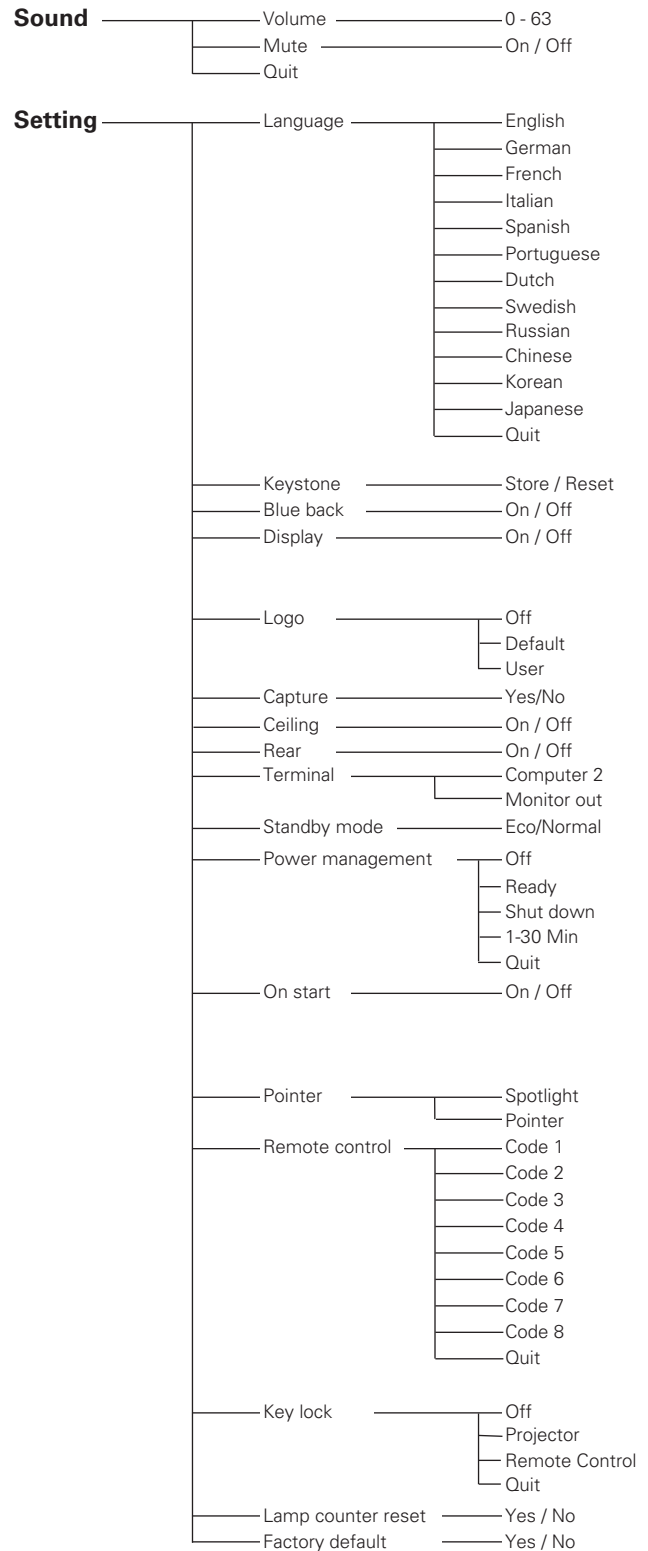 Sound Volume 0 - 63
Mute On / Off
Quit
Setting Language English
German
French
Italian
Spanish
Portuguese
Dutch
Swedish
Russian
Chinese
Korean
Japanese
Quit
Keystone Store / Reset
Blue back On / Off
Display On / Off
Logo Off
Default
User
Capture Yes/No
Ceiling On / Off
Rear On / Off
Terminal Computer 2
Monitor out
Standby mode Eco/Normal
Power management Off
Ready
Shut down
1-30 Min
Quit
On start On / Off
Pointer Spotlight
Pointer
Remote control Code 1
Code 2
Code 3
Code 4
Code 5
Code 6
Code 7
Code 8
Quit
Key lock Off
Projector
Remote Control
Quit
Lamp counter reset Yes / No
Factory default Yes / No